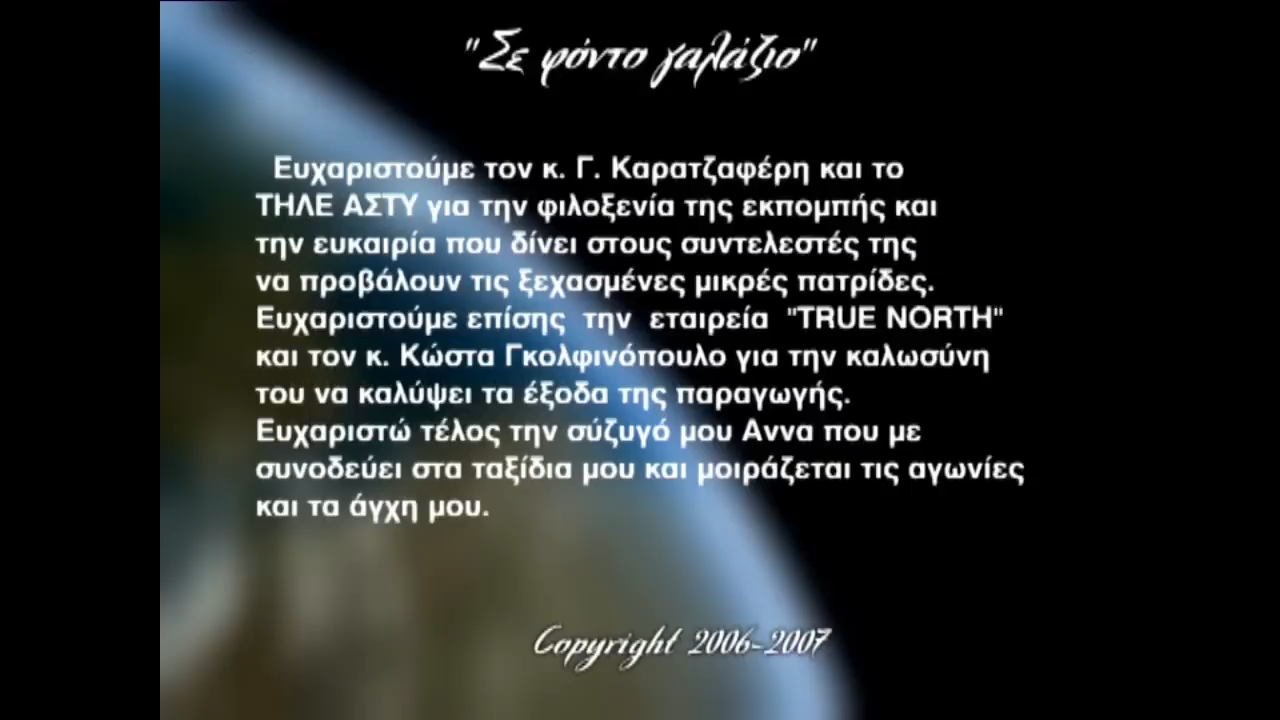 "Σε φόντο γαλάζιο"
Ευχαριστούμε τον κ. Γ. Καρατζαφέρη και το
ΤΗΛΕ ΑΣΤΥ για την φιλοξενία της εκπομπής και
την ευκαιρία που δίνει στους συντελεστές της
να προβάλουν τις ξεχασμένες μικρές πατρίδες.
Ευχαριστούμε επίσης την εταιρεία "TRUE NORTH"
και τον κ. Κώστα Γκολφινόπουλο για την καλωσύνη
του να καλύψει τα έξοδα της παραγωγής.
Ευχαριστώ τέλος την σύζυγό μου Αννα που με
συνοδεύει στα ταξίδια μου και μοιράζεται τις αγωνίες
και τα άγχη μου.
Copyright 2006-2007